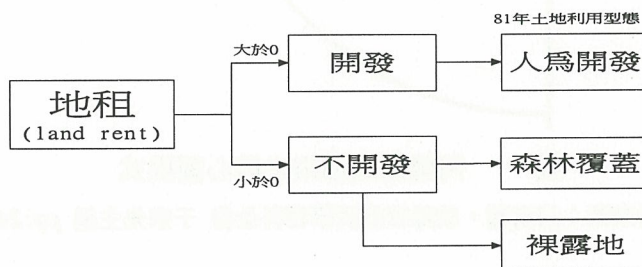 81年土地利用型態
大於0
開發
人為開發
地租
(land rent)
不開發
森林覆蓋
小於0
裸露地